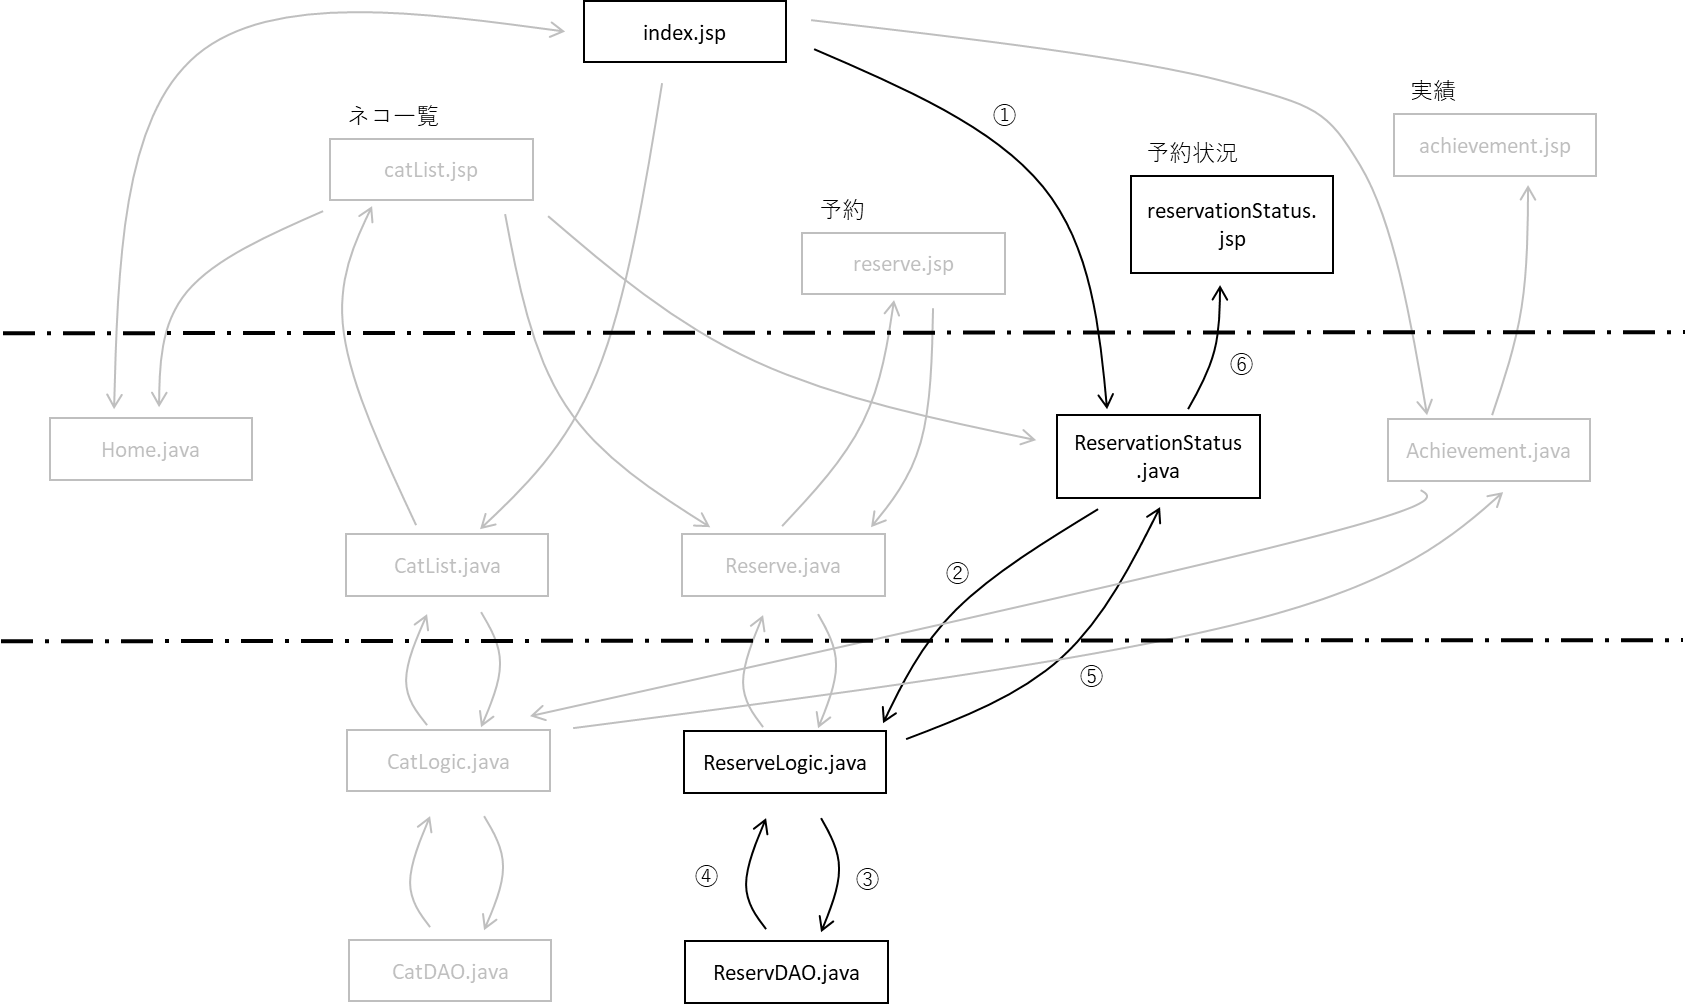 index.jsp
実績
achievement.jsp
ネコ一覧
catList.jsp
①
予約状況
reservationStatus.
jsp
予約
reserve.jsp
⑥
Home.java
ReservationStatus
.java
Achievement.java
CatList.java
Reserve.java
②
⑤
CatLogic.java
ReserveLogic.java
④
③
CatDAO.java
ReservDAO.java